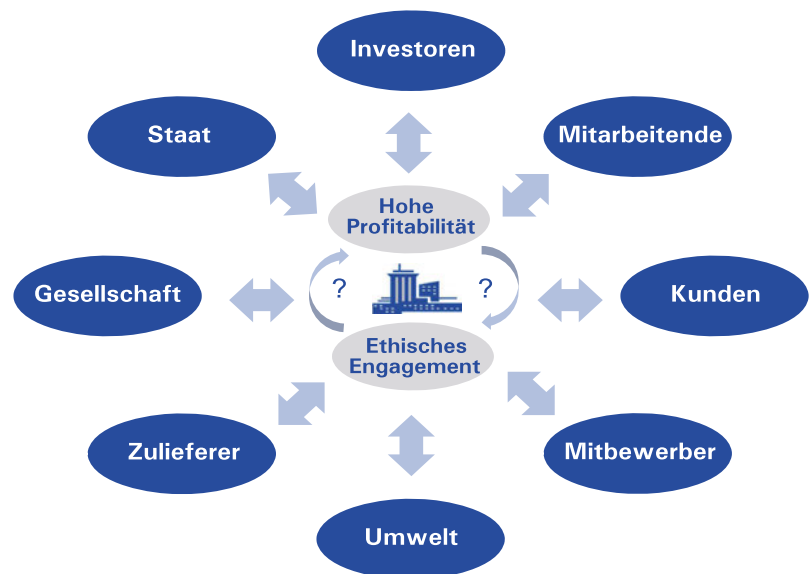 Investoren
Staat
Mitarbeitende
Hohe
Profitabilität
Gesellschaft
?
?
Kunden
Ethisches
Engagement
Zulieferer
Mitbewerber
Umwelt